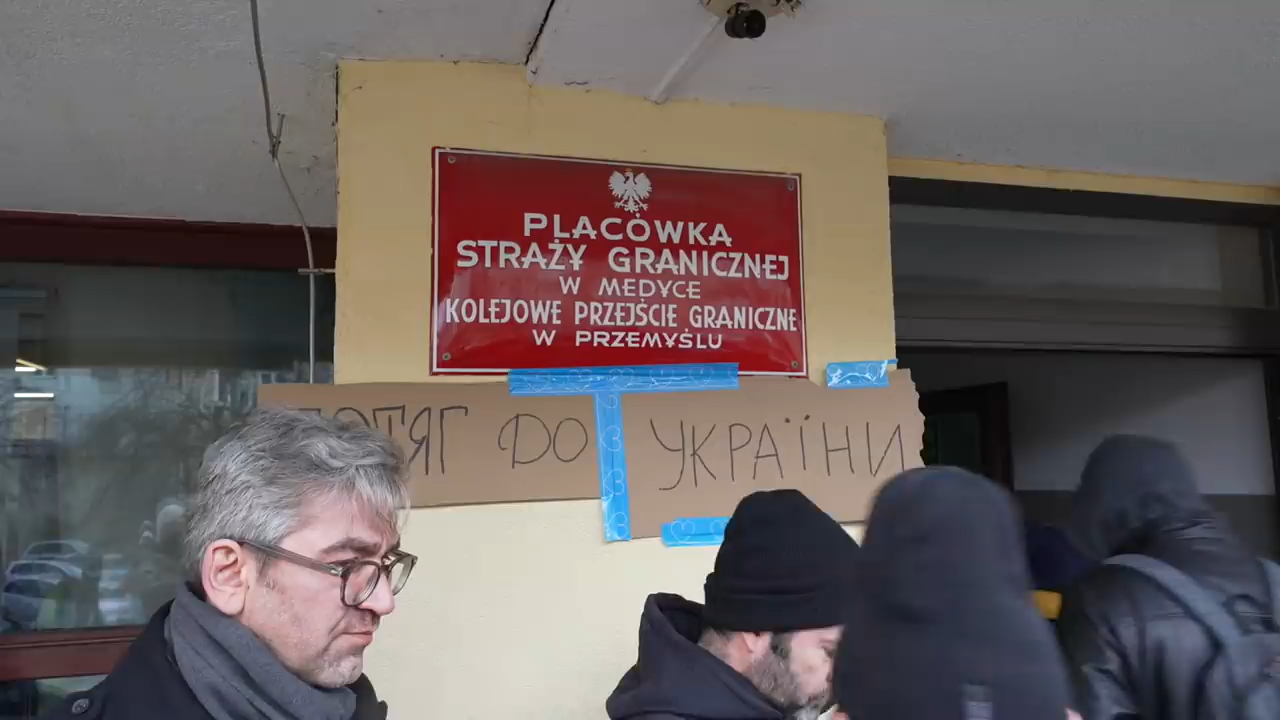 PLACÓWKA
STRAŻY GRANICZNEJ
W MEDYCE
KOLEJOWE PRZEJŚCIE GRANICZNE
W PRZEMYŚLU
ПОТЯГ ДО УКРАЇНИ